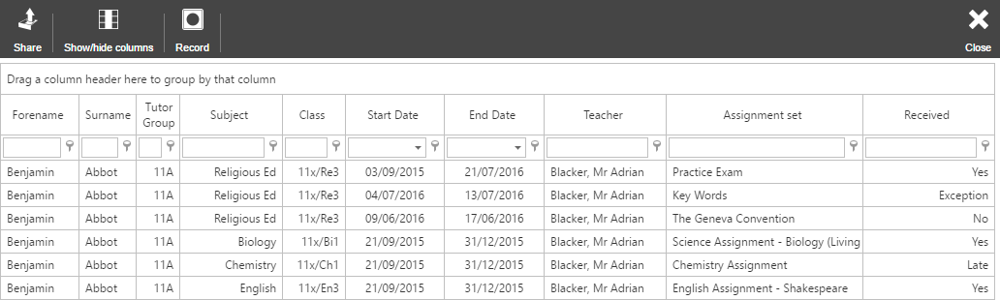 Share Show/hide columns Record Close
Drag a column header here to group by that column
Forename Surname Tutor Group Subject Class Start Date End Date Teacher Assignment set Received
Benjamin Abbot 11A Religious Ed 11x/Re3 03/09/2015 21/07/2016 Blacker, Mr Adrian Practice Exam Yes
Benjamin Abbot 11A Religious Ed 11x/Re3 04/07/2016 13/07/2016 Blacker, Mr Adrian Key Words Exception
Benjamin Abbot 11A Religious Ed 11x/Re3 09/06/2016 17/06/2016 Blacker, Mr Adrian The Geneva Convention No
Benjamin Abbot 11A Biology 11x/Bi1 21/09/2015 31/12/2015 Blacker, Mr Adrian Science Assignment - Biology (Living Yes
Benjamin Abbot 11A Chemistry 11x/Ch1 21/09/2015 31/12/2015 Blacker, Mr Adrian Chemistry Assignment Late
Benjamin Abbot 11A English 11x/En3 21/09/2015 31/12/2015 Blacker, Mr Adrian English Assignment - Shakespeare Yes